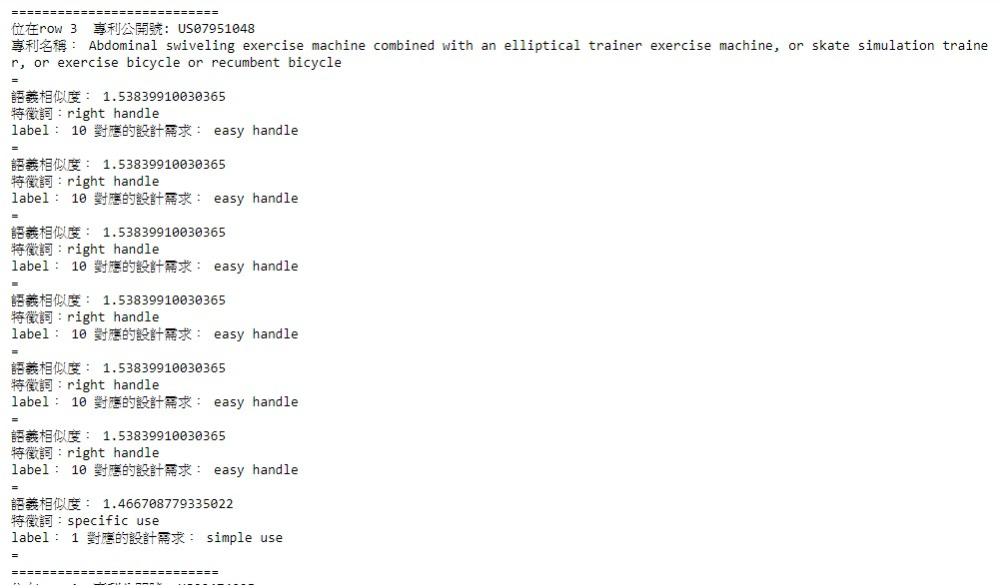 ===========================
位在row 3  專利公開號: US07951048
專利名稱： Abdominal swiveling exercise machine combined with an elliptical trainer exercise machine, or skate simulation traine
r, or exercise bicycle or recumbent bicycle
=
語義相似度： 1.53839910030365
特徵詞：right handle
label： 10 對應的設計需求： easy handle
=
語義相似度： 1.53839910030365
特徵詞：right handle
label： 10 對應的設計需求： easy handle
=
語義相似度： 1.53839910030365
特徵詞：right handle
label： 10 對應的設計需求： easy handle
=
語義相似度： 1.53839910030365
特徵詞：right handle
label： 10 對應的設計需求： easy handle
=
語義相似度： 1.53839910030365
特徵詞：right handle
label： 10 對應的設計需求： easy handle
=
語義相似度： 1.53839910030365
特徵詞：right handle
label： 10 對應的設計需求： easy handle
=
語義相似度： 1.466708779335022
特徵詞：specific use
label： 1 對應的設計需求： simple use
=
===========================